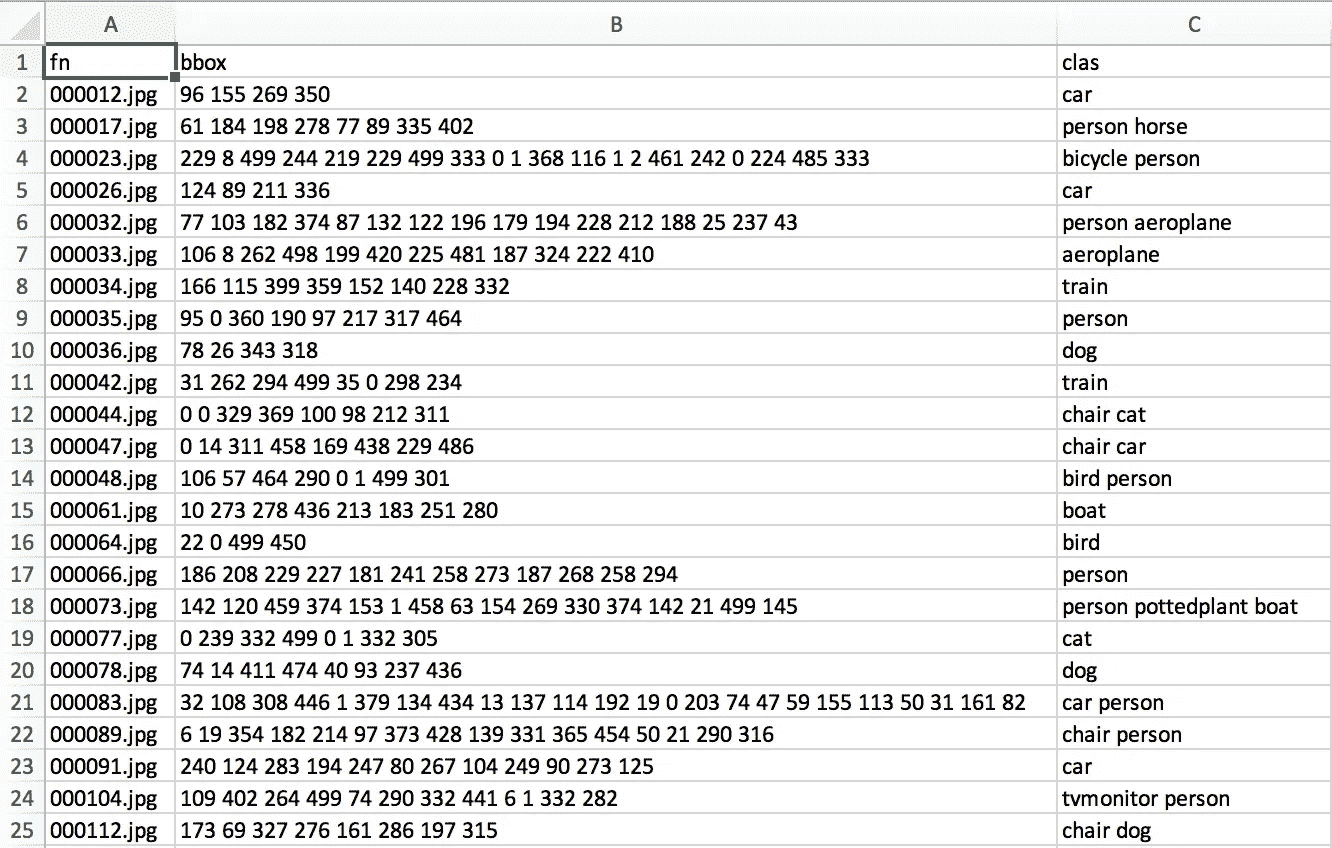 A B C
1 fn bbox clas
2 000012.jpg 96 155 269 350 car
3 000017.jpg 61 184 198 278 77 89 335 402 person horse
4 000023.jpg 229 8 499 244 219 229 499 333 0 1 368 116 1 2 461 242 0 224 485 333 bicycle person
5 000026.jpg 124 89 211 336 car
6 000032.jpg 77 103 182 374 87 132 122 196 179 194 228 212 188 25 237 43 person aeroplane
7 000033.jpg 106 8 262 498 199 420 225 481 187 324 222 410 aeroplane
8 000034.jpg 166 115 399 359 152 140 228 332 train
9 000035.jpg 95 0 360 190 97 217 317 464 person
10 000036.jpg 78 26 343 318 dog
11 000042.jpg 31 262 294 499 35 0 298 234 train
12 000044.jpg 0 0 329 369 100 98 212 311 chair cat
13 000047.jpg 0 14 311 458 169 438 229 486 chair car
14 000048.jpg 106 57 464 290 0 1 499 301 bird person
15 000061.jpg 10 273 278 436 213 183 251 280 boat
16 000064.jpg 22 0 499 450 bird
17 000066.jpg 186 208 229 227 181 241 258 273 187 268 258 294 person
18 000073.jpg 142 120 459 374 153 1 458 63 154 269 330 374 142 21 499 145 person pottedplant boat
19 000077.jpg 0 239 332 499 0 1 332 305 cat
20 000078.jpg 74 14 411 474 40 93 237 436 dog
21 000083.jpg 32 108 308 446 1 379 134 434 13 137 114 192 19 0 203 74 47 59 155 113 50 31 161 82 car person
22 000089.jpg 6 19 354 182 214 97 373 428 139 331 365 454 50 21 290 316 chair person
23 000091.jpg 240 124 283 194 247 80 267 104 249 90 273 125 car
24 000104.jpg 109 402 264 499 74 290 332 441 6 1 332 282 tvmonitor person
25 000112.jpg 173 69 327 276 161 286 197 315 chair dog